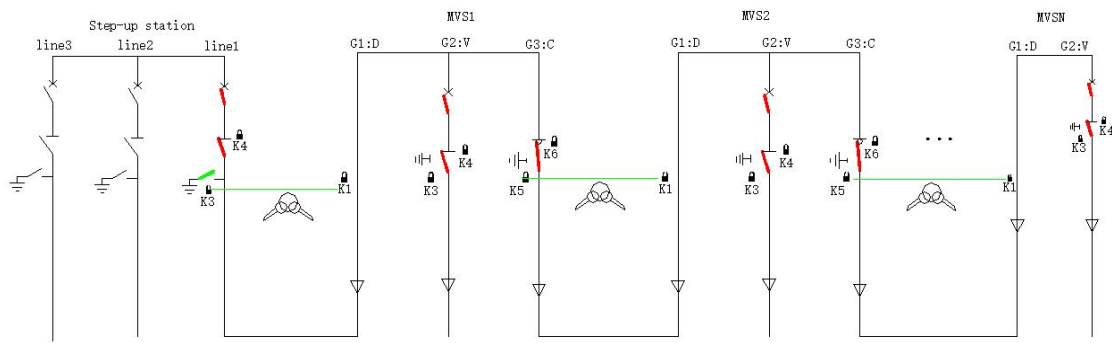 Step-up station
MVS1
MVS2
MVSN
line3
line2
line1
G1:D
G2:V
G3:C
G1:D
G2:V
G3:C
G1:D
G2:V
K4
K3
K1
K4
K3
K6
K5
K1
K4
K3
K6
K5
K1
K4
K3